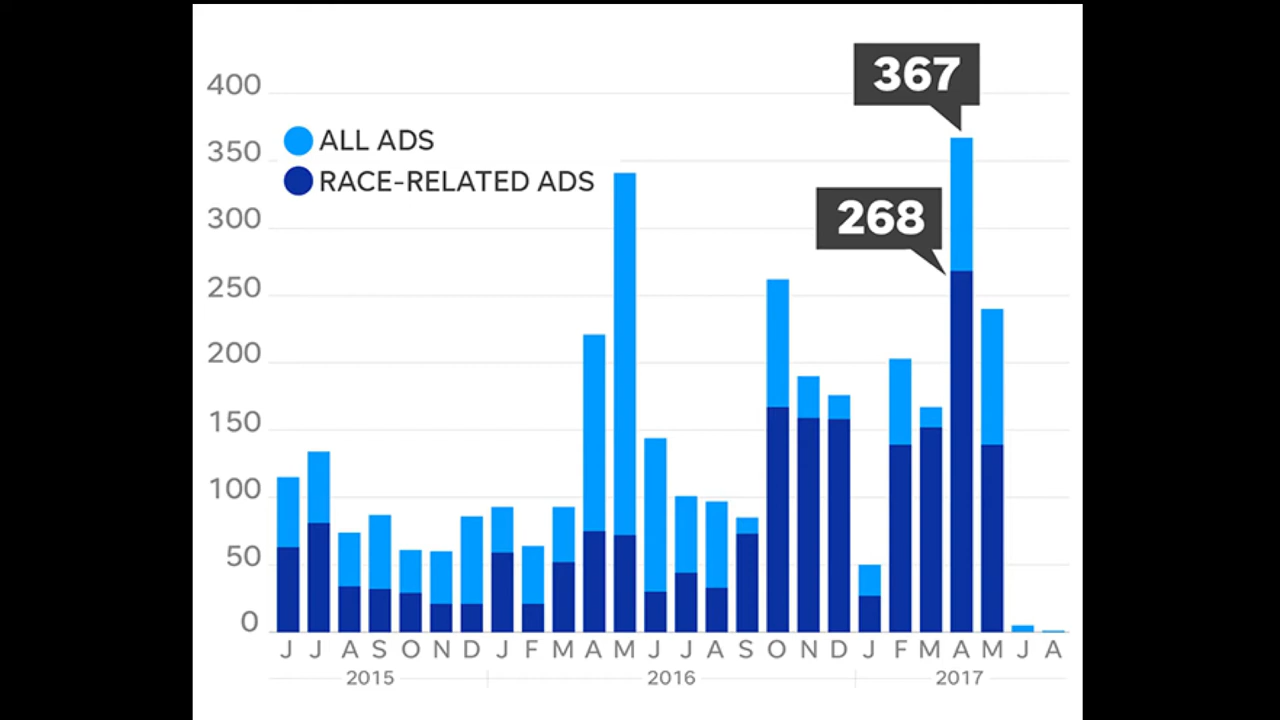 367
400
ALL ADS
350
RACE-RELATED ADS
268
300
250
200
150
100
50
0
J J A S O N D J F M A M J J A S O N D J F M A M J A
2015 2016 2017